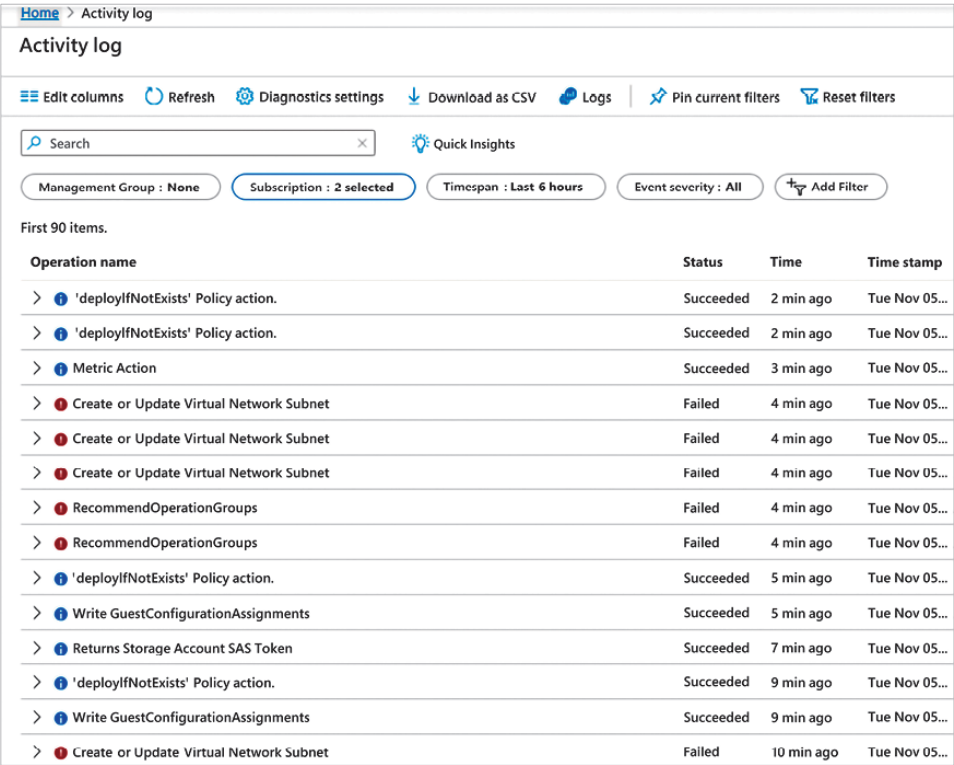 Home > Activity log
Activity log
Edit columns Refresh Diagnostics settings Download as CSV Logs Pin current filters Reset filters
Search Quick Insights
Management Group : None Subscription : 2 selected Timespan : Last 6 hours Event severity : All Add Filter
First 90 items.
Operation name Status Time Time stamp
'deployIfNotExists' Policy action. Succeeded 2 min ago Tue Nov 05...
'deployIfNotExists' Policy action. Succeeded 2 min ago Tue Nov 05...
Metric Action Succeeded 3 min ago Tue Nov 05...
Create or Update Virtual Network Subnet Failed 4 min ago Tue Nov 05...
Create or Update Virtual Network Subnet Failed 4 min ago Tue Nov 05...
Create or Update Virtual Network Subnet Failed 4 min ago Tue Nov 05...
RecommendOperationGroups Failed 4 min ago Tue Nov 05...
RecommendOperationGroups Failed 4 min ago Tue Nov 05...
'deployIfNotExists' Policy action. Succeeded 5 min ago Tue Nov 05...
Write GuestConfigurationAssignments Succeeded 5 min ago Tue Nov 05...
Returns Storage Account SAS Token Succeeded 7 min ago Tue Nov 05...
'deployIfNotExists' Policy action. Succeeded 9 min ago Tue Nov 05...
Write GuestConfigurationAssignments Succeeded 9 min ago Tue Nov 05...
Create or Update Virtual Network Subnet Failed 10 min ago Tue Nov 05...